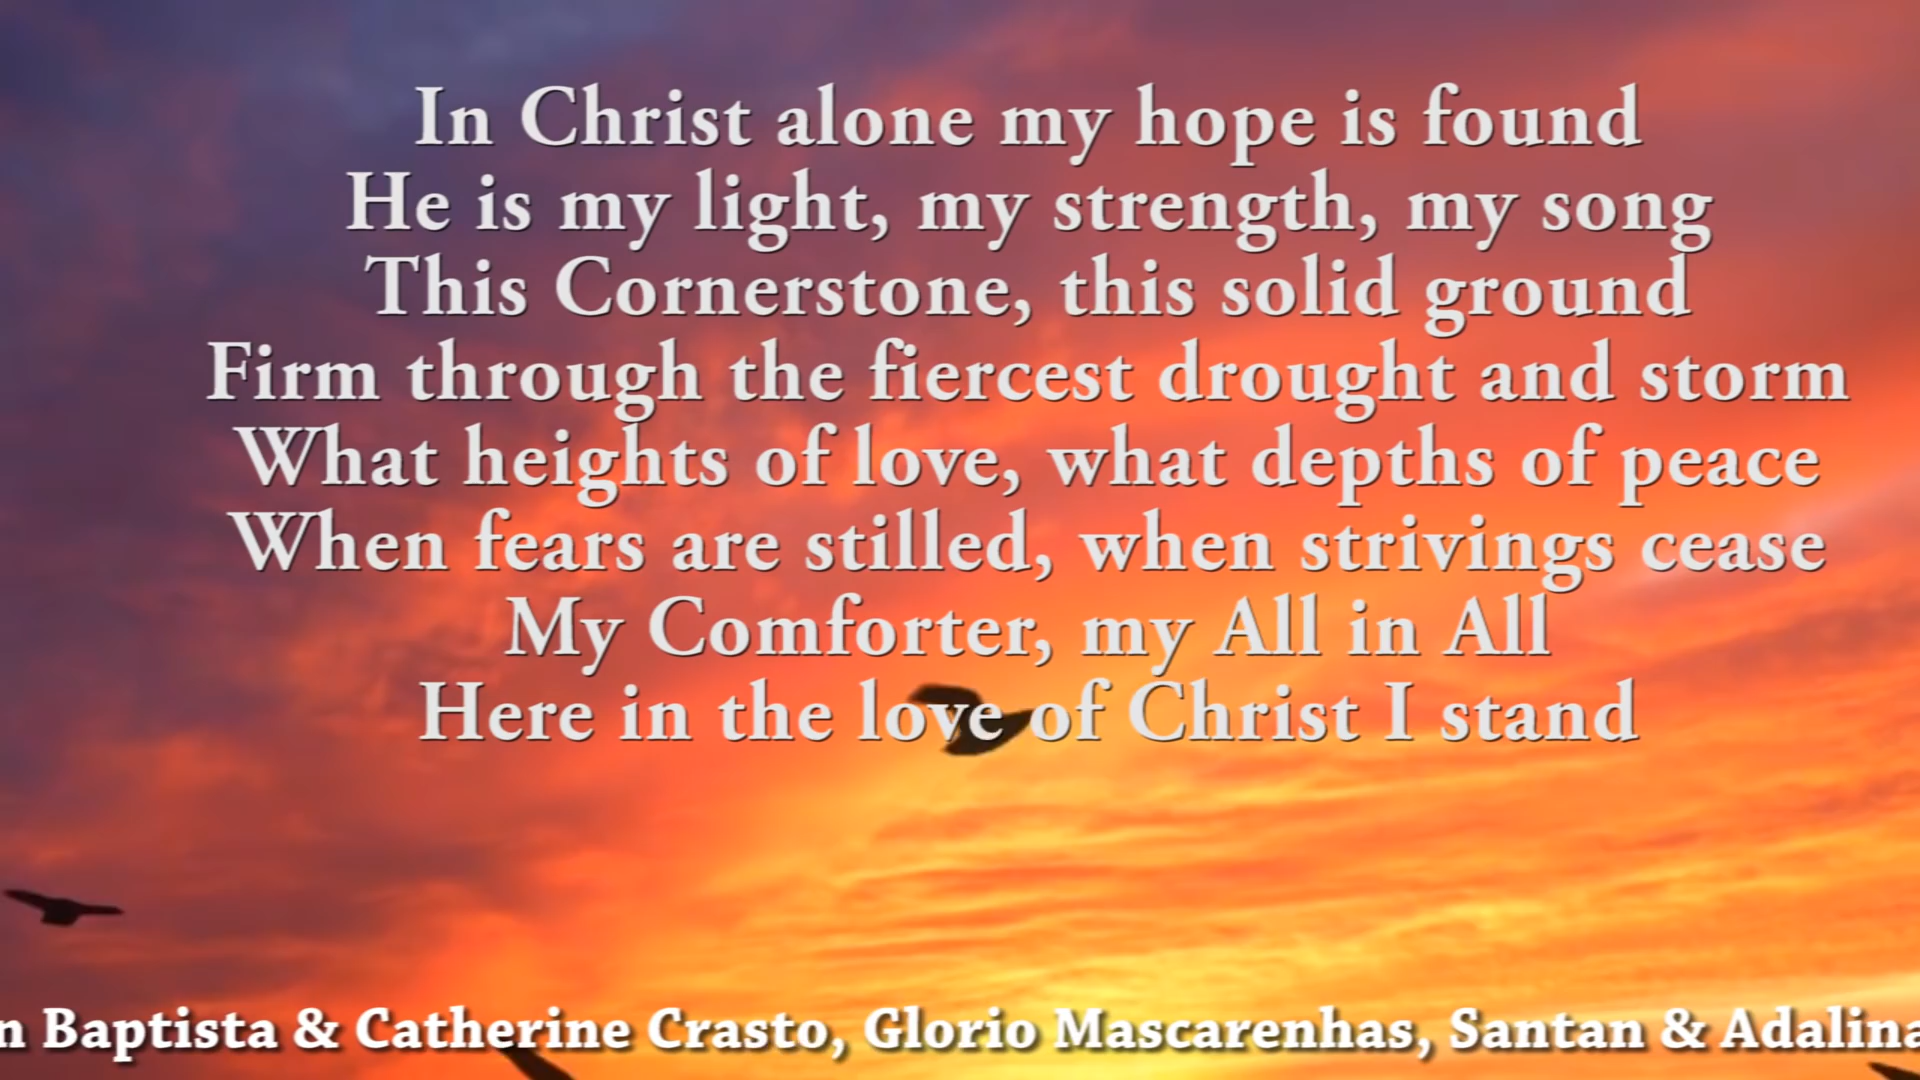 In Christ alone my hope is found
He is my light, my strength, my song
This Cornerstone, this solid ground
Firm through the fiercest drought and storm
What heights of love, what depths of peace
When fears are stilled, when strivings cease
My Comforter, my All in All
Here in the love of Christ I stand
n Baptista & Catherine Crasto, Glorio Mascarenhas, Santan & Adalina